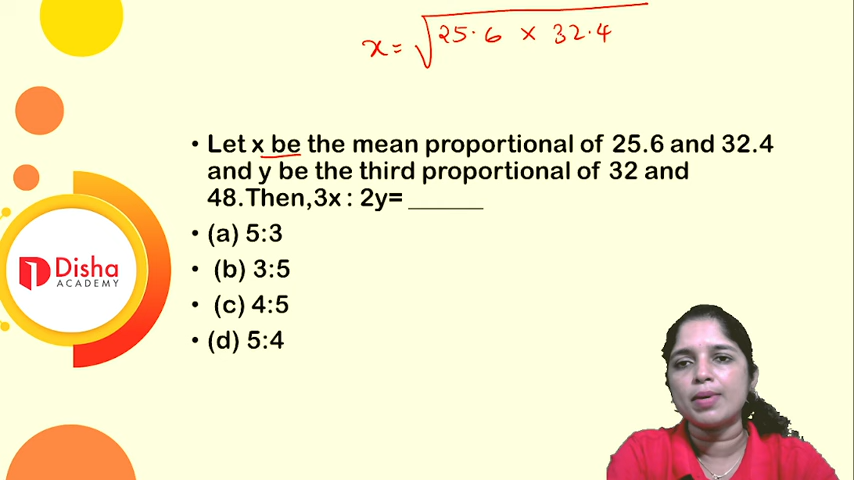 x = √25.6 × 32.4
• Let x be the mean proportional of 25.6 and 32.4
and y be the third proportional of 32 and
48.Then,3x : 2y= ______
• (a) 5:3
• (b) 3:5
• (c) 4:5
• (d) 5:4
Disha
ACADEMY